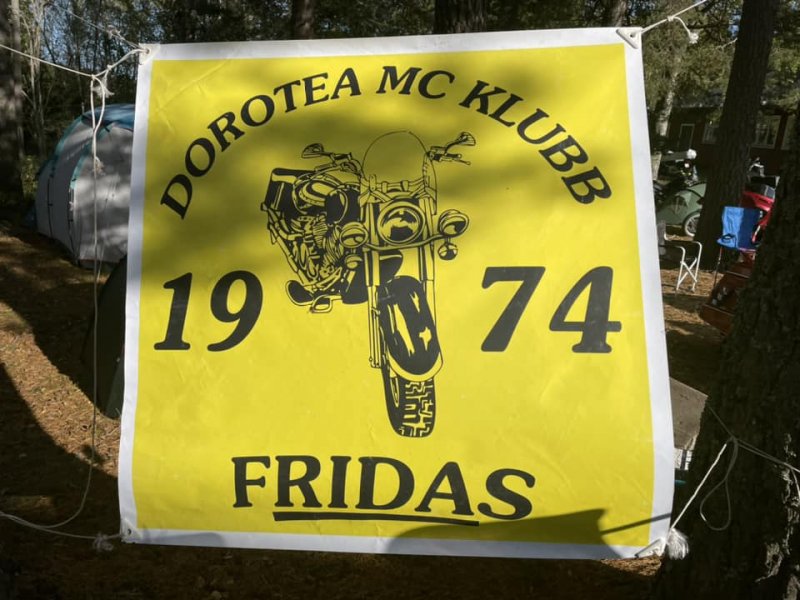 DOROTEA MC KLUBB
19 74
FRIDAS